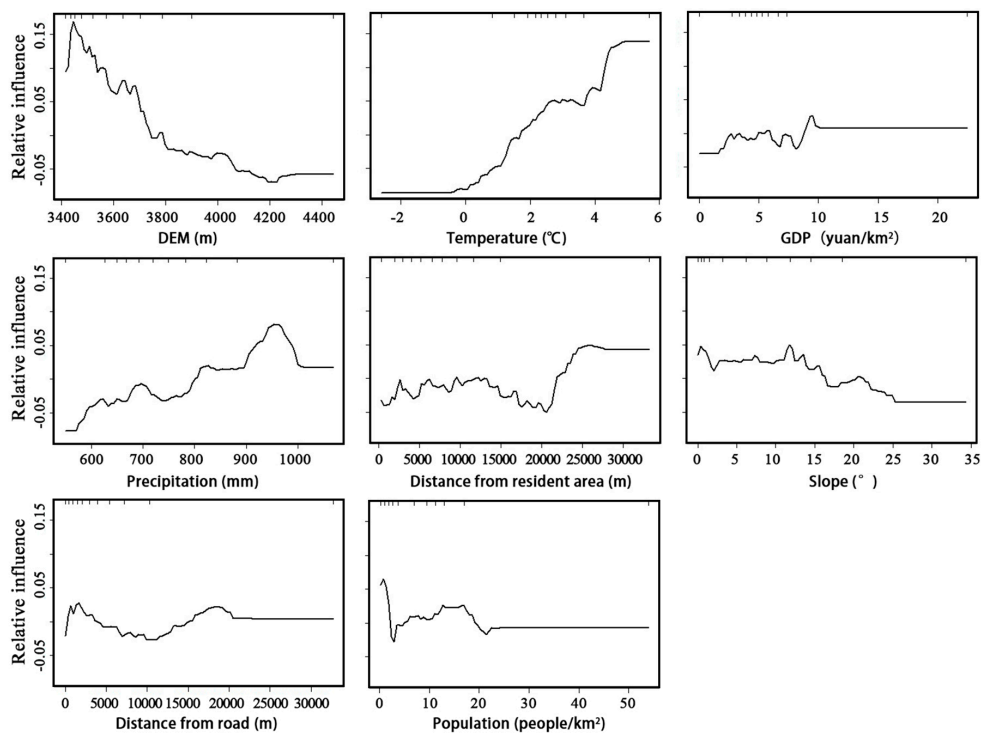 Relative influence
0.15
0.05
-0.05
3400 3600 3800 4000 4200 4400
DEM (m)
-2 0 2 4 6
Temperature (℃)
0 5 10 15 20
GDP (yuan/km²)
Relative influence
0.15
0.05
-0.05
600 700 800 900 1000
Precipitation (mm)
0 5000 10000 15000 20000 25000 30000
Distance from resident area (m)
0 5 10 15 20 25 30 35
Slope (°)
Relative influence
0.15
0.05
-0.05
0 5000 10000 15000 20000 25000 30000
Distance from road (m)
0 10 20 30 40 50
Population (people/km²)